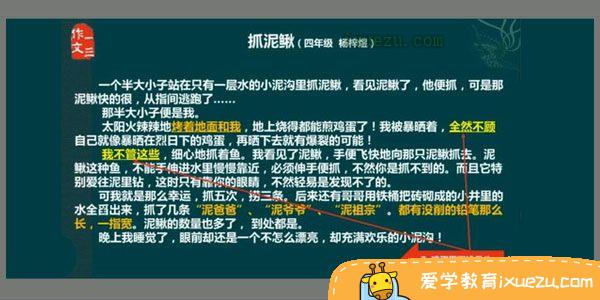 作文
一三
抓泥鳅(四年级 杨梓煜)
一个半大小子站在只有一层水的小泥沟里抓泥鳅,看见泥鳅了,他便抓,可是那
泥鳅快的很,从指间逃跑了……
那半大小子便是我。
太阳火辣辣地烤着地面和我,地上烧得都能煎鸡蛋了!我被暴晒着,全然不顾
自己就像暴晒在烈日下的鸡蛋,再晒下去就有爆裂的可能!
我不管这些,细心地抓着鱼。我看见了泥鳅,手便飞快地向那只泥鳅抓去。泥
鳅这种鱼,不能手伸进水里慢慢靠近,必须伸手便抓,不然你是抓不到的。而且它特
别爱往泥里钻,这时只有靠你的眼睛,不然轻易是发现不了的。
可我就是那么幸运,抓五次,捞三条。后来还有哥哥用铁桶把砖砌成的小井里的
水全舀出来,抓了几条“泥爸爸”、“泥爷爷”、“泥祖宗”。都有没削的铅笔那么
长,一指宽。泥鳅的数量也多了,到处都是。
晚上我睡觉了,眼前却还是一个不怎么漂亮,却充满欢乐的小泥沟!
爱学教育ixuezu.com